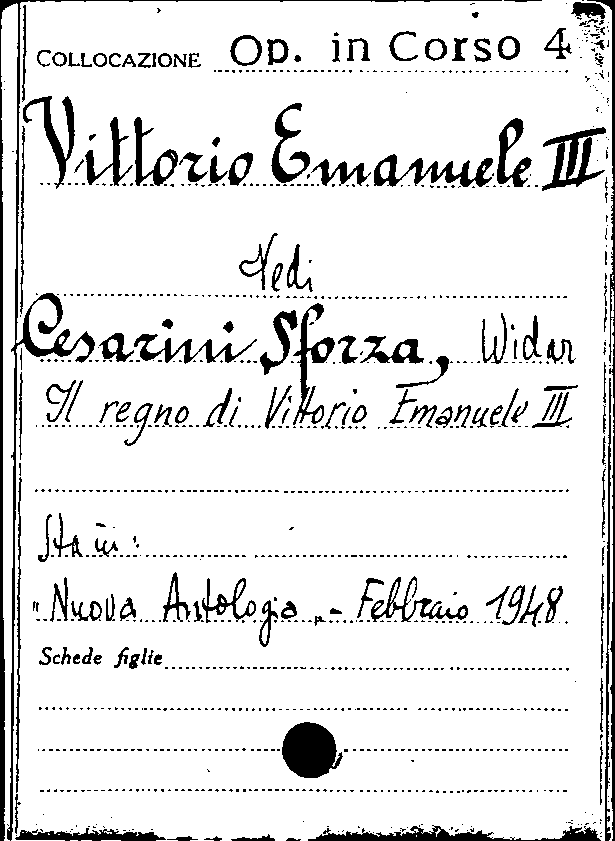 COLLOCAZIONE Op. in Corso 4
Vittorio Emanuele III
Vedi
Cesarini Sforza, Widar
Il regno di Vittorio Emanuele III
Sta in:
"Nuova Antologia„ - Febbraio 1948
Schede figlie